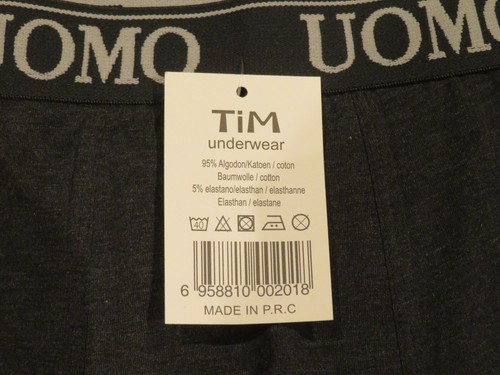 UOMO UOMO
TiM
underwear
95% Algodon/Katoen / coton
Baumwolle / cotton
5% elastano/elasthan / elasthanne
Elasthan / elastane
40
6 958810 002018
MADE IN P.R.C